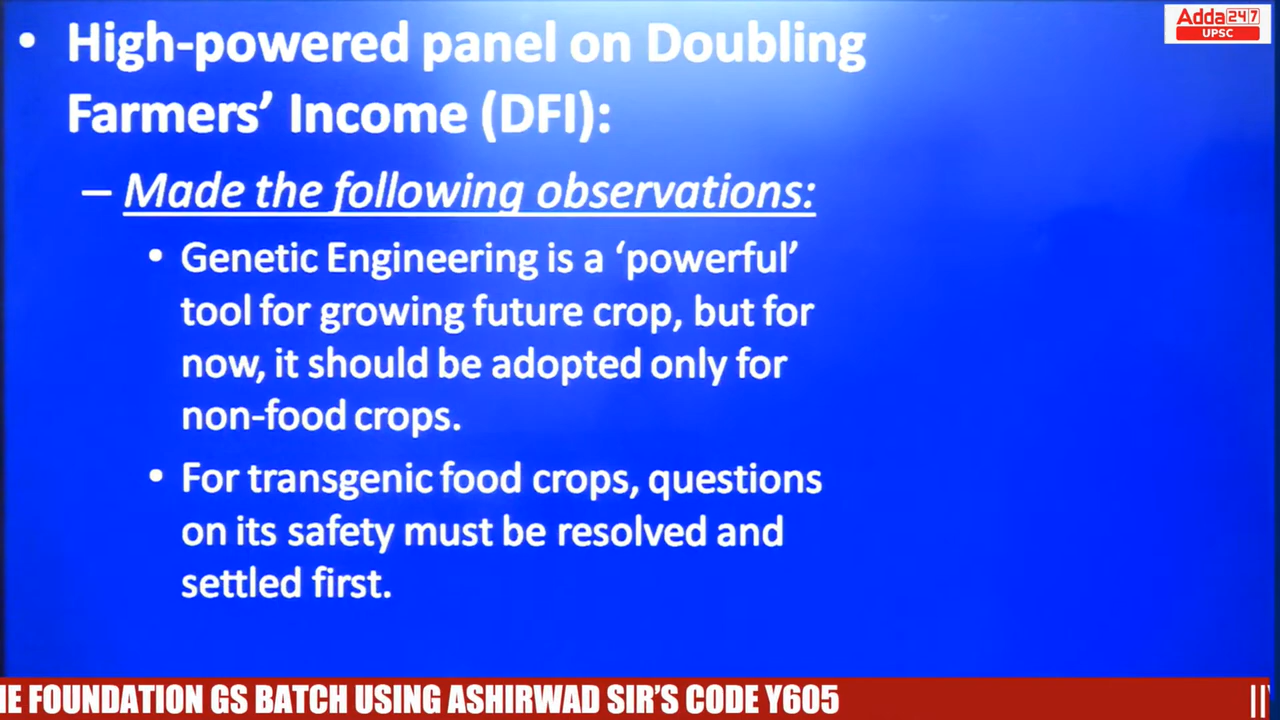 Adda 247
UPSC
• High-powered panel on Doubling
Farmers’ Income (DFI):
– Made the following observations:
• Genetic Engineering is a ‘powerful’
tool for growing future crop, but for
now, it should be adopted only for
non-food crops.
• For transgenic food crops, questions
on its safety must be resolved and
settled first.
FOUNDATION GS BATCH USING ASHIRWAD SIR’S CODE Y605 ||